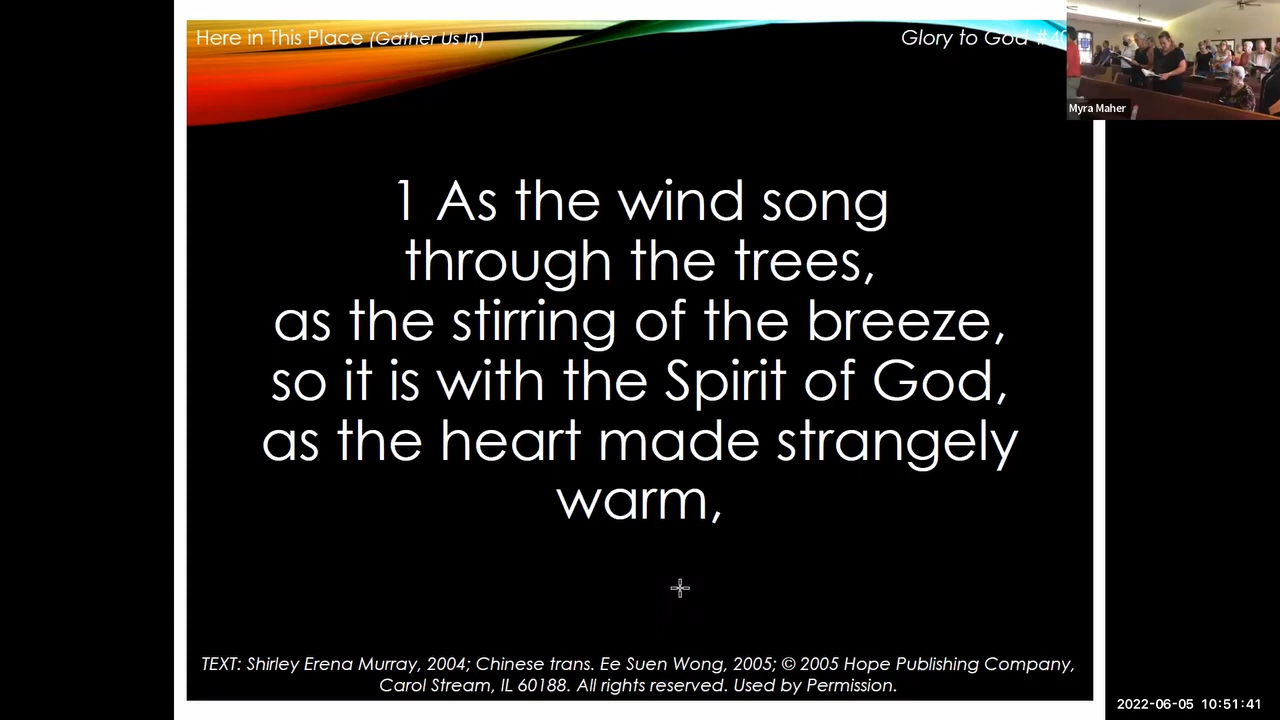 Here in This Place (Gather Us In)
Glory to God
Myra Maher
1 As the wind song
through the trees,
as the stirring of the breeze,
so it is with the Spirit of God,
as the heart made strangely
warm,
TEXT: Shirley Erena Murray, 2004; Chinese trans. Ee Suen Wong, 2005; © 2005 Hope Publishing Company,
Carol Stream, IL 60188. All rights reserved. Used by Permission.
2022-06-05 10:51:41